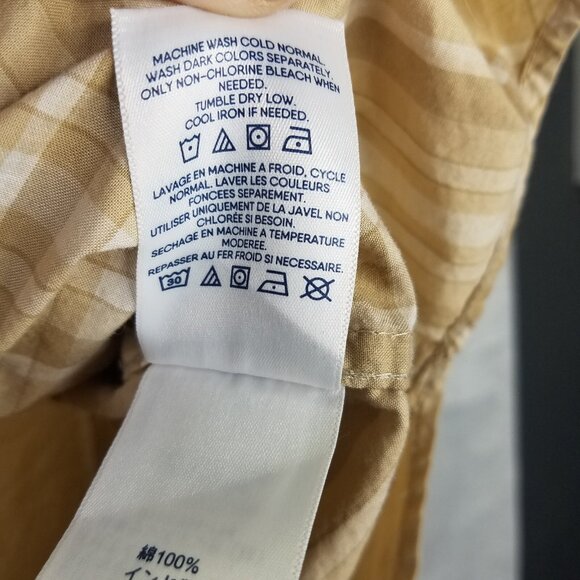 MACHINE WASH COLD NORMAL.
WASH DARK COLORS SEPARATELY.
ONLY NON-CHLORINE BLEACH WHEN
NEEDED.
TUMBLE DRY LOW.
COOL IRON IF NEEDED.
LAVAGE EN MACHINE A FROID, CYCLE
NORMAL. LAVER LES COULEURS
FONCEES SEPAREMENT.
UTILISER UNIQUEMENT DE LA JAVEL NON
CHLORÉE SI BESOIN.
SECHAGE EN MACHINE A TEMPERATURE
MODEREE.
REPASSER AU FER FROID SI NECESSAIRE.
30
綿100%